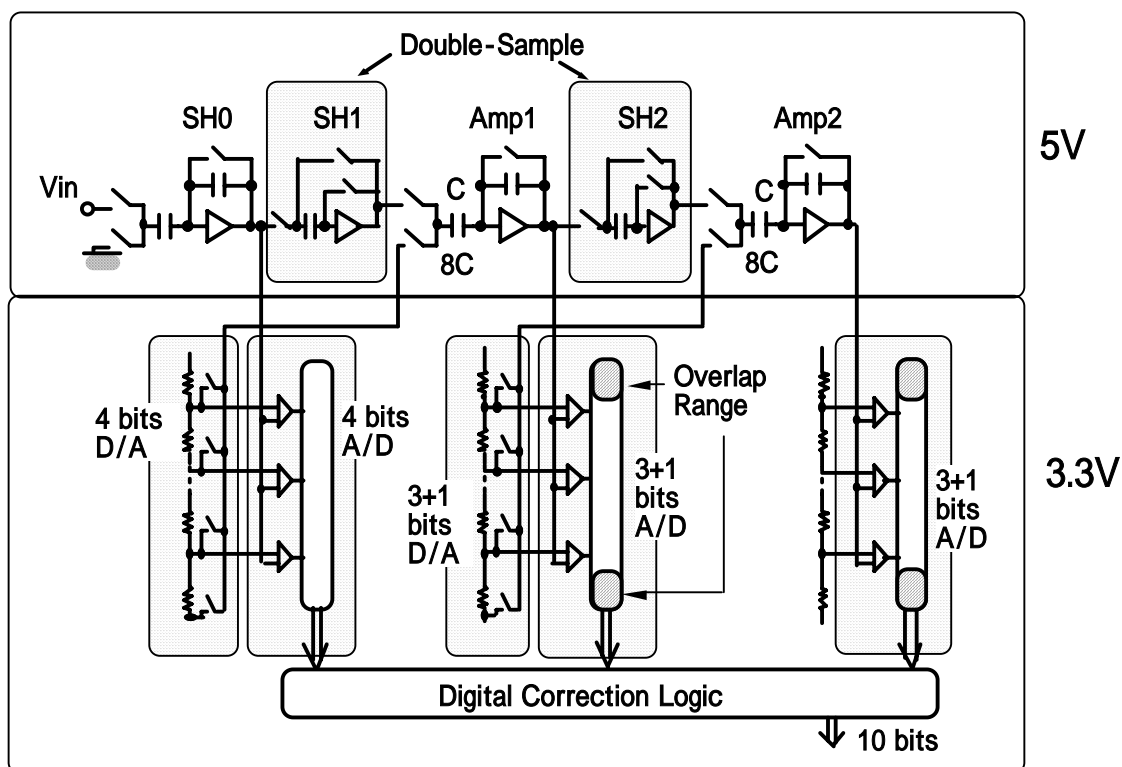 Double-Sample
SH0
SH1
Amp1
SH2
Amp2
5V
Vin
C
8C
C
8C
4 bits
D/A
4 bits
A/D
3+1
bits
D/A
3+1
bits
A/D
Overlap
Range
3+1
bits
A/D
3.3V
Digital Correction Logic
10 bits